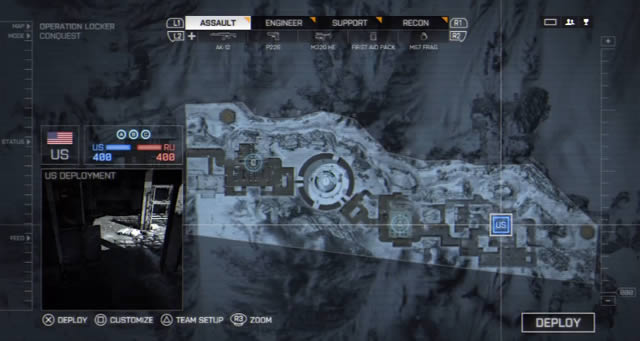 MAP
OPERATION LOCKER
MODE
CONQUEST
L1 ASSAULT ENGINEER SUPPORT RECON R1
L2 R2
AK-12 P226 M320 HE FIRST AID PACK M67 FRAG
STATUS
A B C
US RU
US 400 400
US DEPLOYMENT
US
FEED
DEPLOY CUSTOMIZE TEAM SETUP R3 ZOOM
DEPLOY